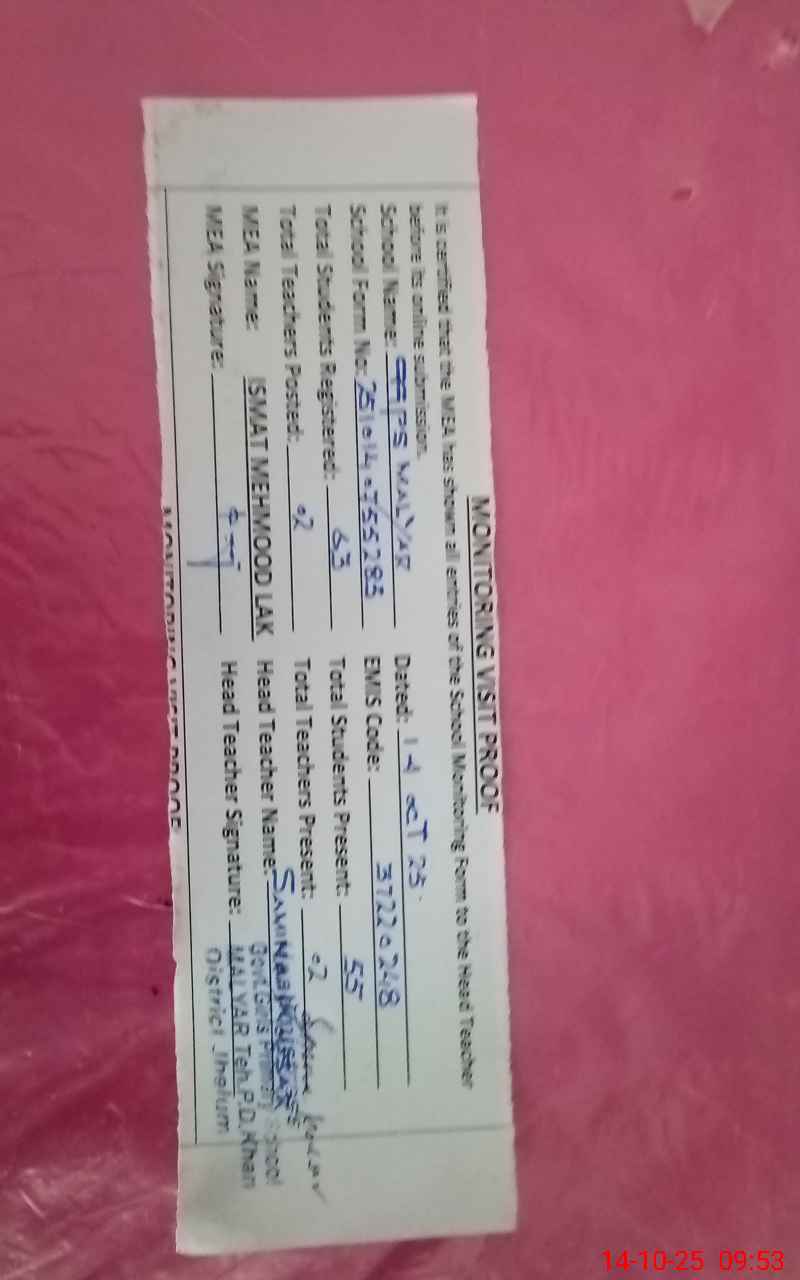 MONITORING VISIT PROOF
It is certified that the MEA has shown all entries of the School Monitoring Form to the Head Teacher
before its online submission.
School Name: GGPS MALYAR Dated: 14 OCT 25.
School Form No: EMIS Code: 37220248
Total Students Registered: 63 Total Students Present: 55
Total Teachers Posted: 02 Total Teachers Present: 02
MEA Name: ISMAT MEHMOOD LAK Head Teacher Name: SAMINA
MEA Signature: Head Teacher Signature:
Govt. Girls Primary School
MALYAR Teh. P.D. Khan
District Jhelum
MONITORING VISIT PROOF
14-10-25 09:53